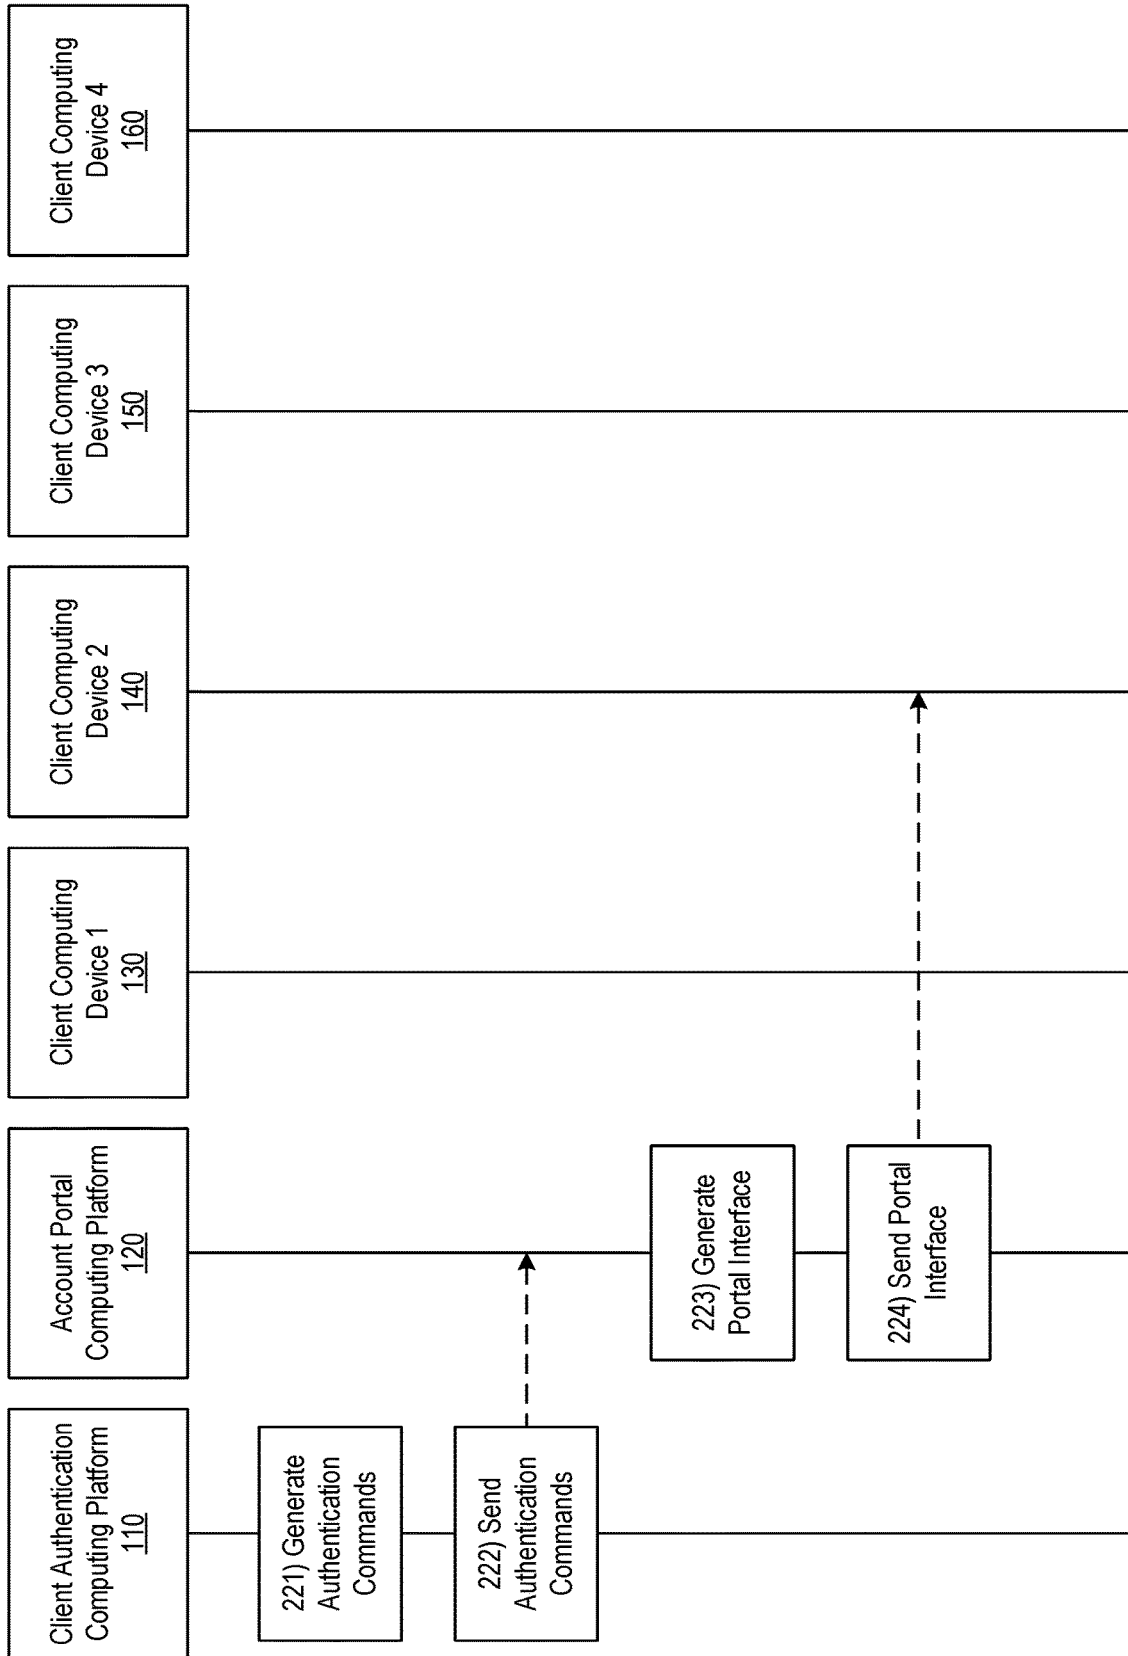 Client Authentication
Computing Platform
110
Account Portal
Computing Platform
120
Client Computing
Device 1
130
Client Computing
Device 2
140
Client Computing
Device 3
150
Client Computing
Device 4
160
221) Generate
Authentication
Commands
222) Send
Authentication
Commands
223) Generate
Portal Interface
224) Send Portal
Interface